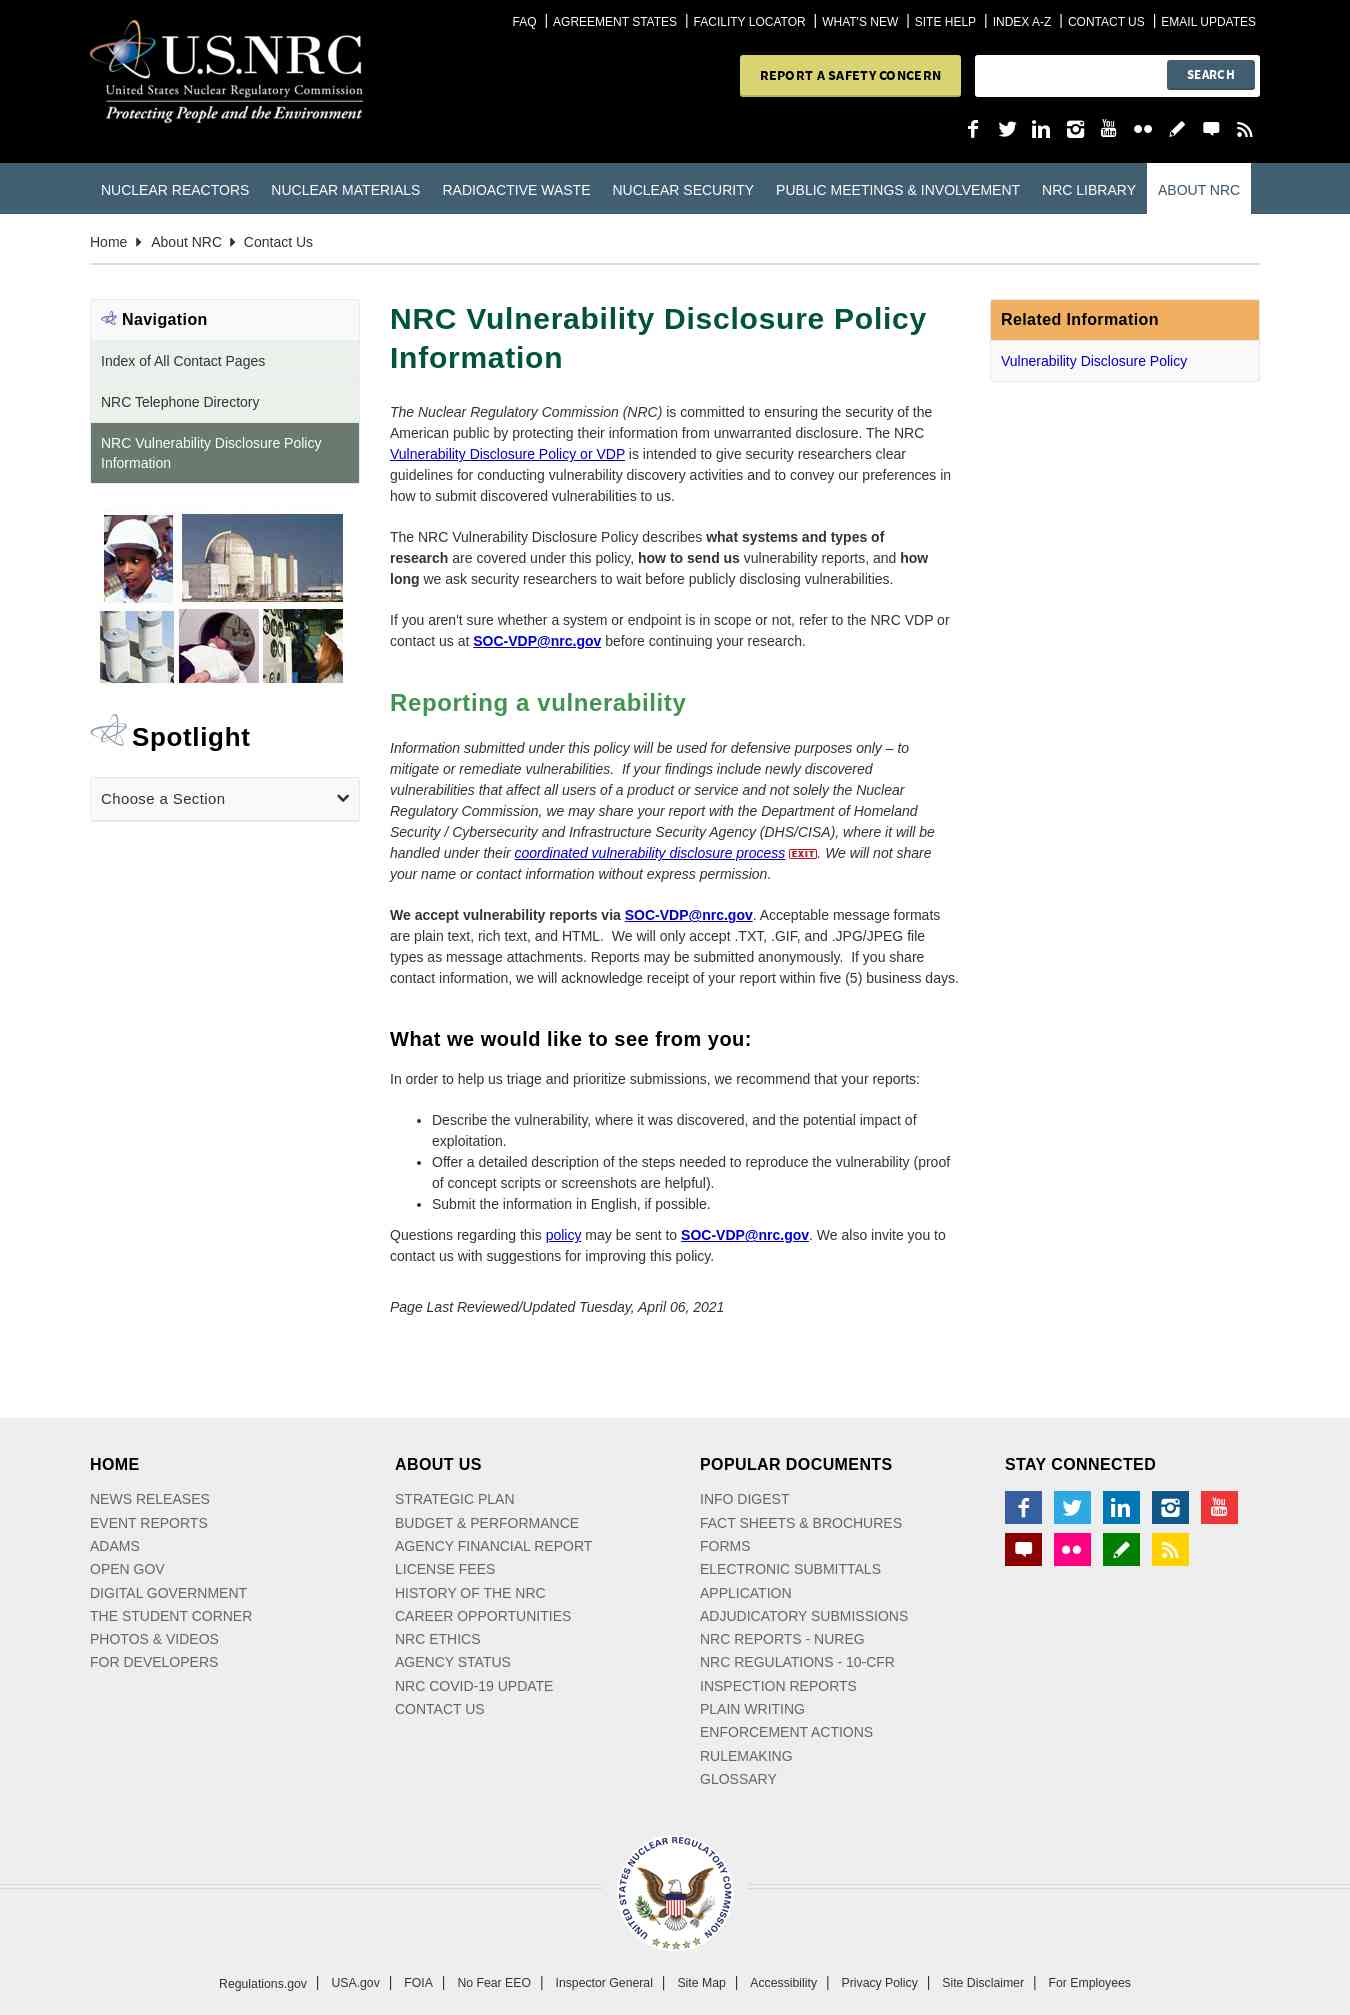 FAQ | AGREEMENT STATES | FACILITY LOCATOR | WHAT'S NEW | SITE HELP | INDEX A-Z | CONTACT US | EMAIL UPDATES
U.S.NRC
United States Nuclear Regulatory Commission
Protecting People and the Environment
REPORT A SAFETY CONCERN
SEARCH
You Tube
NUCLEAR REACTORS NUCLEAR MATERIALS RADIOACTIVE WASTE NUCLEAR SECURITY PUBLIC MEETINGS & INVOLVEMENT NRC LIBRARY ABOUT NRC
Home About NRC Contact Us
Navigation
Index of All Contact Pages
NRC Telephone Directory
NRC Vulnerability Disclosure Policy
Information
Spotlight
Choose a Section
NRC Vulnerability Disclosure Policy
Information
The Nuclear Regulatory Commission (NRC) is committed to ensuring the security of the
American public by protecting their information from unwarranted disclosure. The NRC
Vulnerability Disclosure Policy or VDP is intended to give security researchers clear
guidelines for conducting vulnerability discovery activities and to convey our preferences in
how to submit discovered vulnerabilities to us.
The NRC Vulnerability Disclosure Policy describes what systems and types of
research are covered under this policy, how to send us vulnerability reports, and how
long we ask security researchers to wait before publicly disclosing vulnerabilities.
If you aren't sure whether a system or endpoint is in scope or not, refer to the NRC VDP or
contact us at SOC-VDP@nrc.gov before continuing your research.
Reporting a vulnerability
Information submitted under this policy will be used for defensive purposes only – to
mitigate or remediate vulnerabilities.  If your findings include newly discovered
vulnerabilities that affect all users of a product or service and not solely the Nuclear
Regulatory Commission, we may share your report with the Department of Homeland
Security / Cybersecurity and Infrastructure Security Agency (DHS/CISA), where it will be
handled under their coordinated vulnerability disclosure process EXIT. We will not share
your name or contact information without express permission.
We accept vulnerability reports via SOC-VDP@nrc.gov. Acceptable message formats
are plain text, rich text, and HTML.  We will only accept .TXT, .GIF, and .JPG/JPEG file
types as message attachments. Reports may be submitted anonymously.  If you share
contact information, we will acknowledge receipt of your report within five (5) business days.
What we would like to see from you:
In order to help us triage and prioritize submissions, we recommend that your reports:
• Describe the vulnerability, where it was discovered, and the potential impact of
exploitation.
• Offer a detailed description of the steps needed to reproduce the vulnerability (proof
of concept scripts or screenshots are helpful).
• Submit the information in English, if possible.
Questions regarding this policy may be sent to SOC-VDP@nrc.gov. We also invite you to
contact us with suggestions for improving this policy.
Page Last Reviewed/Updated Tuesday, April 06, 2021
Related Information
Vulnerability Disclosure Policy
HOME
NEWS RELEASES
EVENT REPORTS
ADAMS
OPEN GOV
DIGITAL GOVERNMENT
THE STUDENT CORNER
PHOTOS & VIDEOS
FOR DEVELOPERS
ABOUT US
STRATEGIC PLAN
BUDGET & PERFORMANCE
AGENCY FINANCIAL REPORT
LICENSE FEES
HISTORY OF THE NRC
CAREER OPPORTUNITIES
NRC ETHICS
AGENCY STATUS
NRC COVID-19 UPDATE
CONTACT US
POPULAR DOCUMENTS
INFO DIGEST
FACT SHEETS & BROCHURES
FORMS
ELECTRONIC SUBMITTALS
APPLICATION
ADJUDICATORY SUBMISSIONS
NRC REPORTS - NUREG
NRC REGULATIONS - 10-CFR
INSPECTION REPORTS
PLAIN WRITING
ENFORCEMENT ACTIONS
RULEMAKING
GLOSSARY
STAY CONNECTED
You Tube
UNITED STATES NUCLEAR REGULATORY COMMISSION
Regulations.gov | USA.gov | FOIA | No Fear EEO | Inspector General | Site Map | Accessibility | Privacy Policy | Site Disclaimer | For Employees